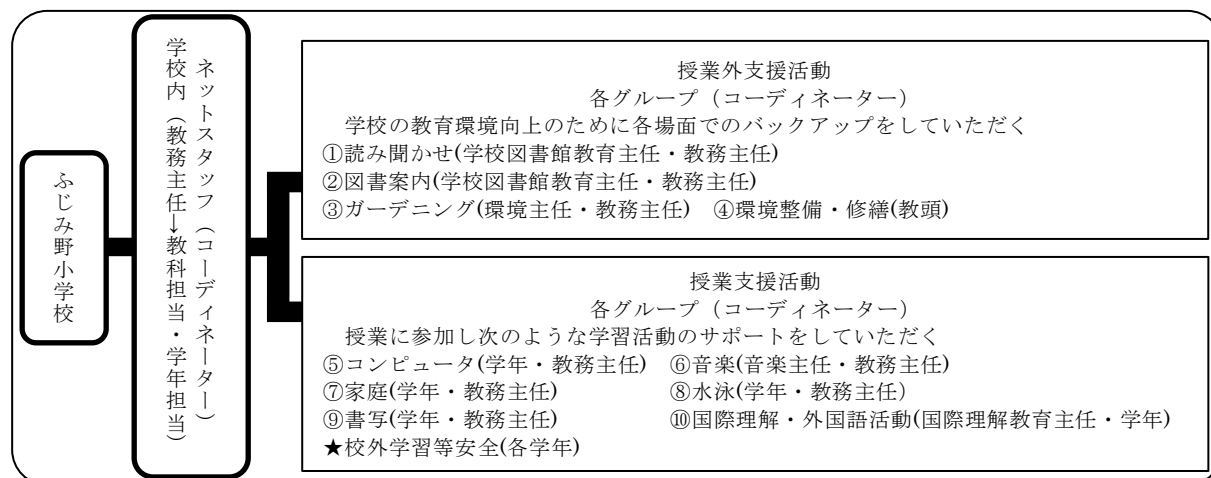 ふじみ野小学校
ネットスタッフ（コーディネーター）
学校内（教務主任→教科担当・学年担当）
授業外支援活動
各グループ（コーディネーター）
学校の教育環境向上のために各場面でのバックアップをしていただく
①読み聞かせ(学校図書館教育主任・教務主任)
②図書案内(学校図書館教育主任・教務主任)
③ガーデニング(環境主任・教務主任)　④環境整備・修繕(教頭)
授業支援活動
各グループ（コーディネーター）
授業に参加し次のような学習活動のサポートをしていただく
⑤コンピュータ(学年・教務主任)　⑥音楽(音楽主任・教務主任)
⑦家庭(学年・教務主任)　⑧水泳(学年・教務主任）
⑨書写(学年・教務主任)　⑩国際理解・外国語活動(国際理解教育主任・学年)
★校外学習等安全(各学年)